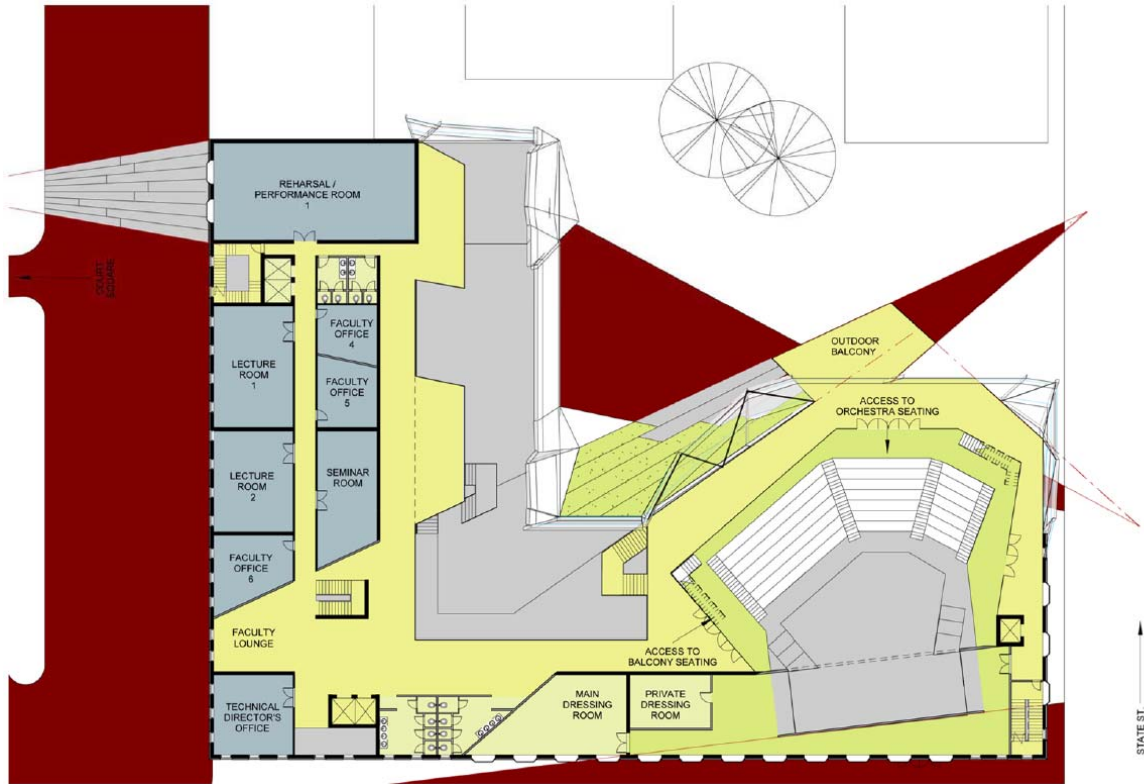 REHARSAL /
PERFORMANCE ROOM
1
COURT
SQUARE
FACULTY
OFFICE
4
OUTDOOR
BALCONY
LECTURE
ROOM
1
FACULTY
OFFICE
5
ACCESS TO
ORCHESTRA SEATING
LECTURE
ROOM
2
SEMINAR
ROOM
FACULTY
OFFICE
6
FACULTY
LOUNGE
ACCESS TO
BALCONY SEATING
TECHNICAL
DIRECTOR'S
OFFICE
MAIN
DRESSING
ROOM
PRIVATE
DRESSING
ROOM
STATE ST.